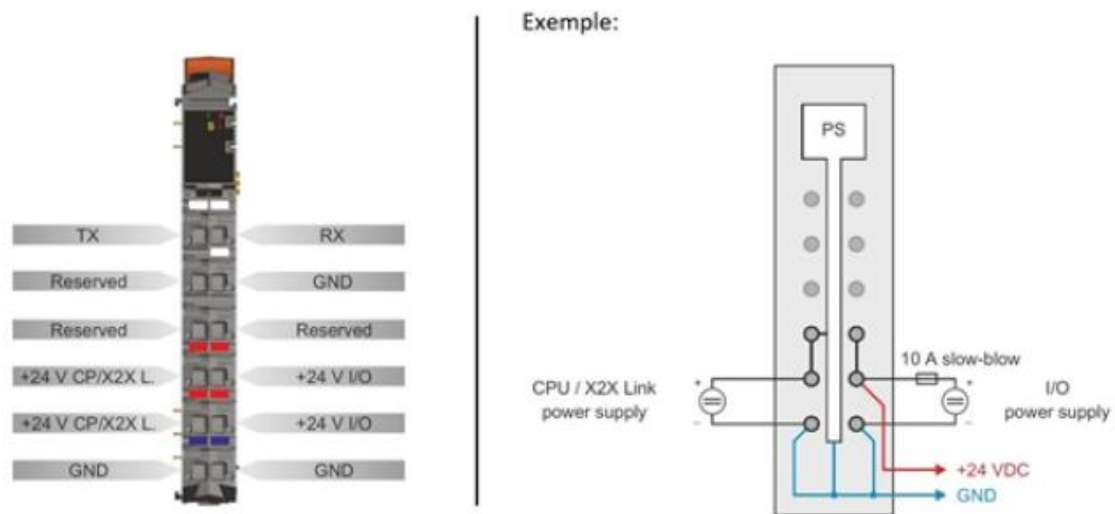 Exemple:
TX
RX
Reserved
GND
Reserved
Reserved
+24 V CP/X2X L.
+24 V I/O
+24 V CP/X2X L.
+24 V I/O
GND
GND
PS
10 A slow-blow
+
+
CPU / X2X Link
power supply
I/O
power supply
–
–
+24 VDC
GND